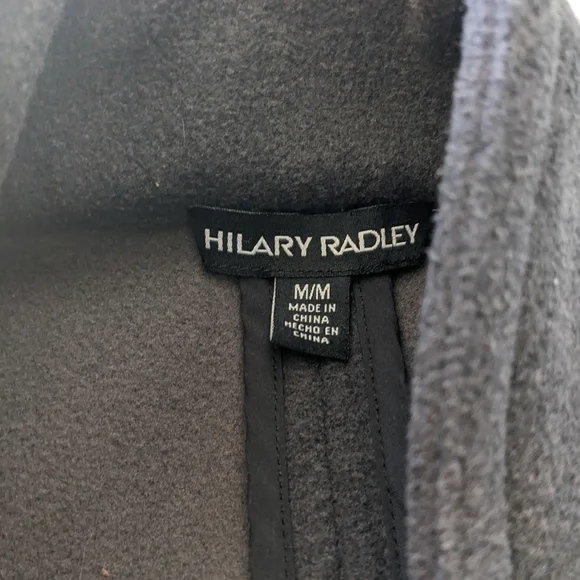 HILARY RADLEY
M/M
MADE IN
CHINA
HECHO EN
CHINA